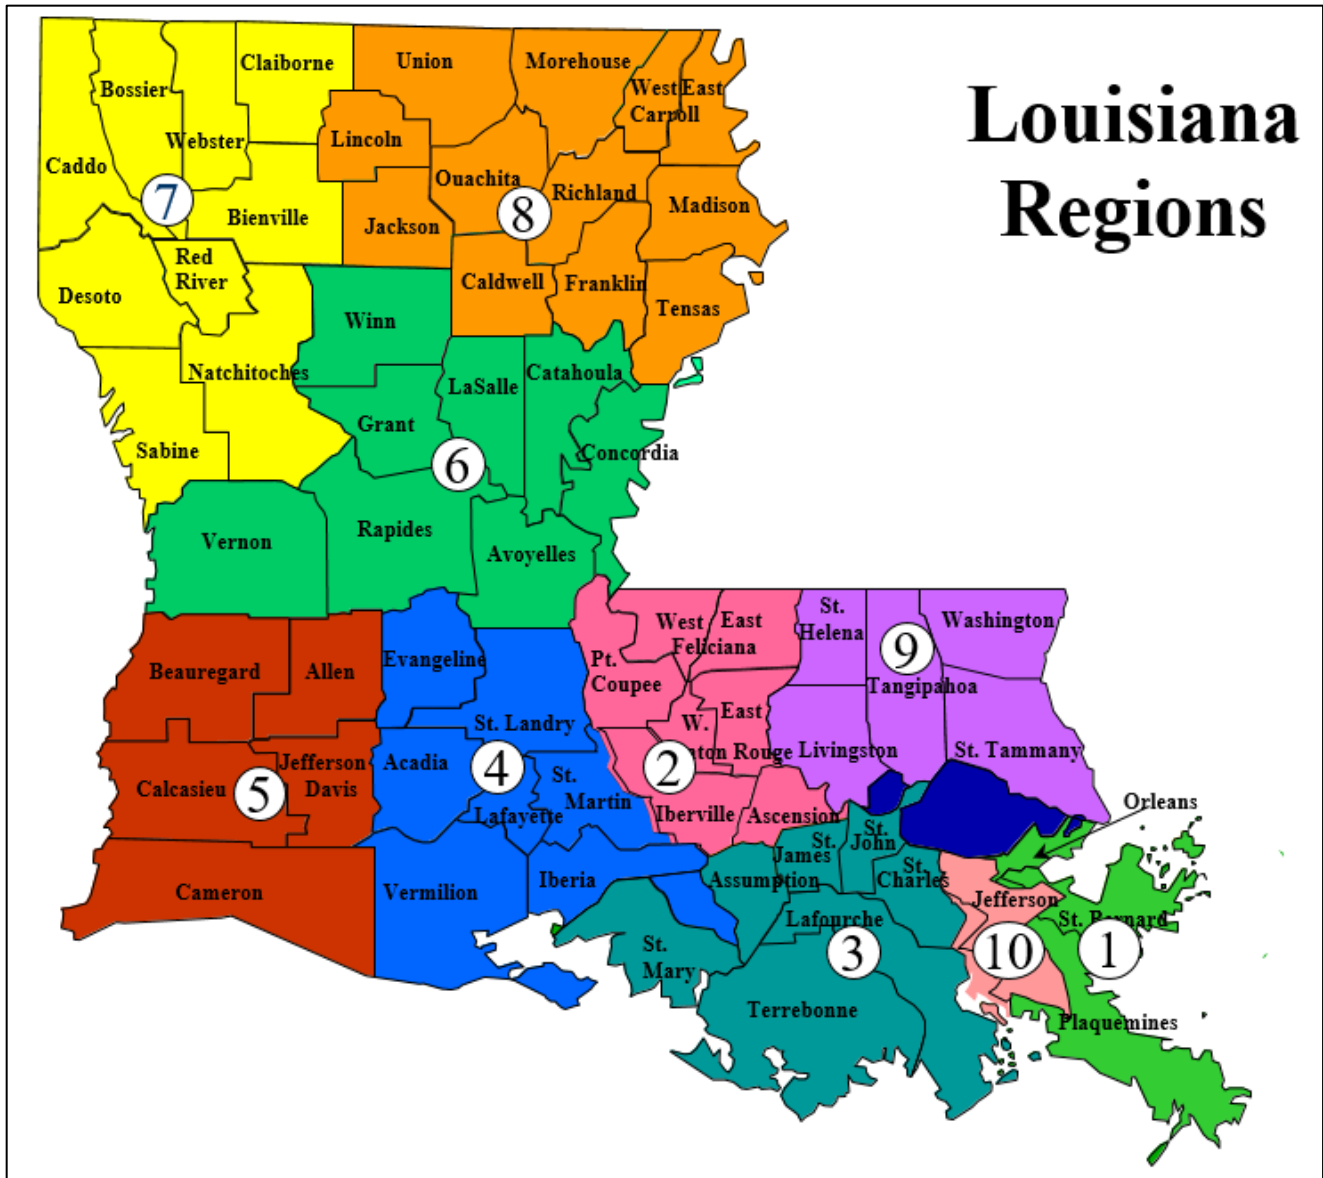 Louisiana
Regions
Claiborne
Union
Morehouse
Bossier
West East
Carroll
Webster
Lincoln
Caddo
Ouachita
Richland
7
8
Madison
Bienville
Jackson
Red
River
Desoto
Caldwell
Franklin
Tensas
Winn
Natchitoches
LaSalle
Catahoula
Grant
Sabine
Concordia
6
Vernon
Rapides
Avoyelles
St.
Helena
West East
Feliciana
Washington
9
Evangeline
Beauregard
Allen
Pt.
Coupee
Tangipahoa
W. East
Rouge
St. Landry
Livingston
St. Tammany
Jefferson
Davis
Acadia
4
2
Calcasieu
5
St.
Martin
Orleans
Lafayette
Iberville
Ascension
St.
John
St.
James
St.
Charles
Assumption
Cameron
Vermilion
Iberia
Jefferson
Lafourche
St. Bernard
St.
Mary
3
10
1
Terrebonne
Plaquemines